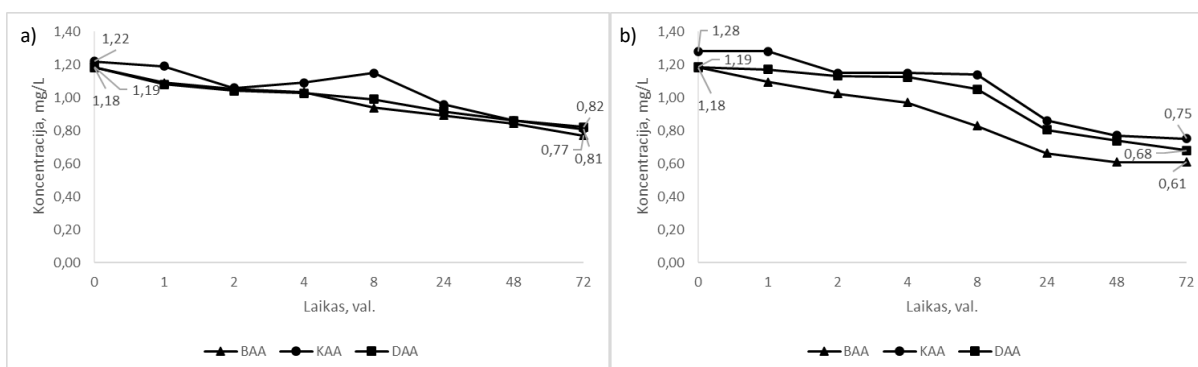 a)
Koncentracija, mg/L
1,40
1,20
1,00
0,80
0,60
0,40
0,20
0,00
1,22
1,19
1,18
0,82
0,77
0,81
0 1 2 4 8 24 48 72
Laikas, val.
BAA KAA DAA
b)
Koncentracija, mg/L
1,40
1,20
1,00
0,80
0,60
0,40
0,20
0,00
1,28
1,19
1,18
0,75
0,68
0,61
0 1 2 4 8 24 48 72
Laikas, val.
BAA KAA DAA